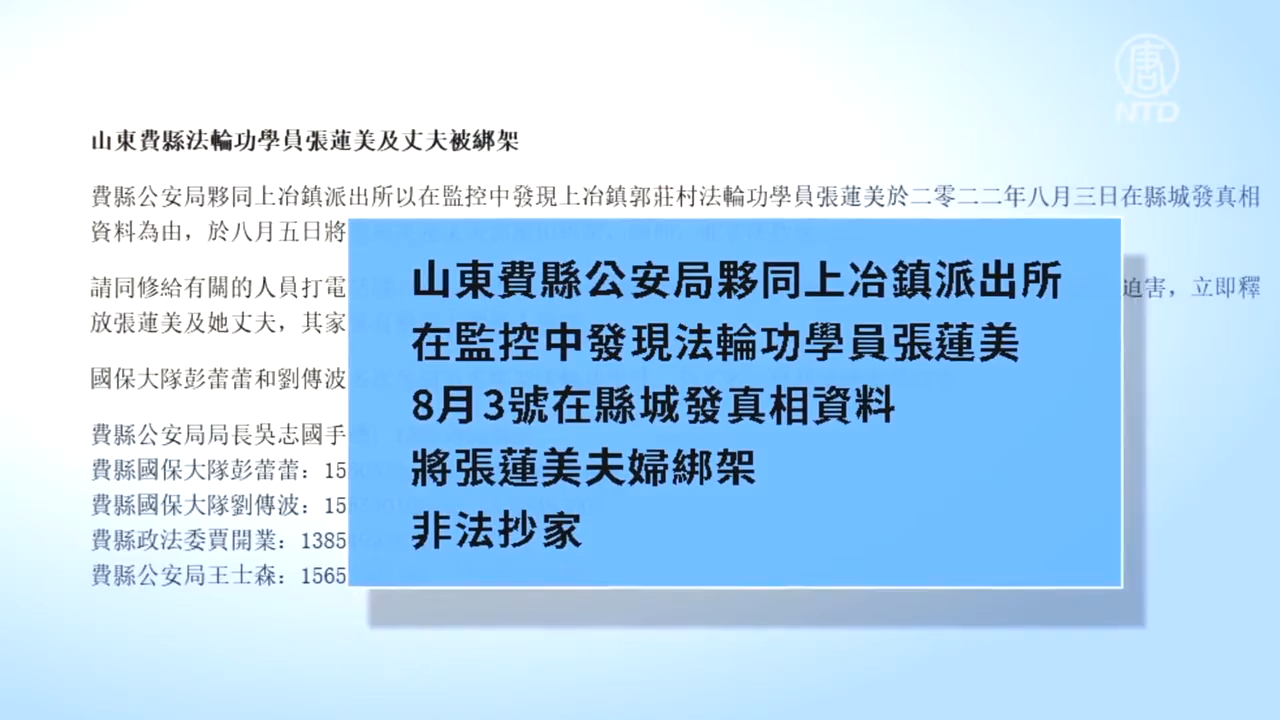 唐
NTD
山東費縣法輪功學員張蓮美及丈夫被綁架
費縣公安局夥同上冶鎮派出所以在監控中發現上冶鎮郭莊村法輪功學員張蓮美於二零二二年八月三日在縣城發真相
資料為由，於八月五日將
請同修給有關的人員打電 迫害，立即釋
放張蓮美及她丈夫，其家
國保大隊彭蕾蕾和劉傳波
費縣公安局局長吳志國手
費縣國保大隊彭蕾蕾：15
費縣國保大隊劉傳波：15
費縣政法委賈開業：1385
費縣公安局王士森：1565
山東費縣公安局夥同上冶鎮派出所
在監控中發現法輪功學員張蓮美
8月3號在縣城發真相資料
將張蓮美夫婦綁架
非法抄家